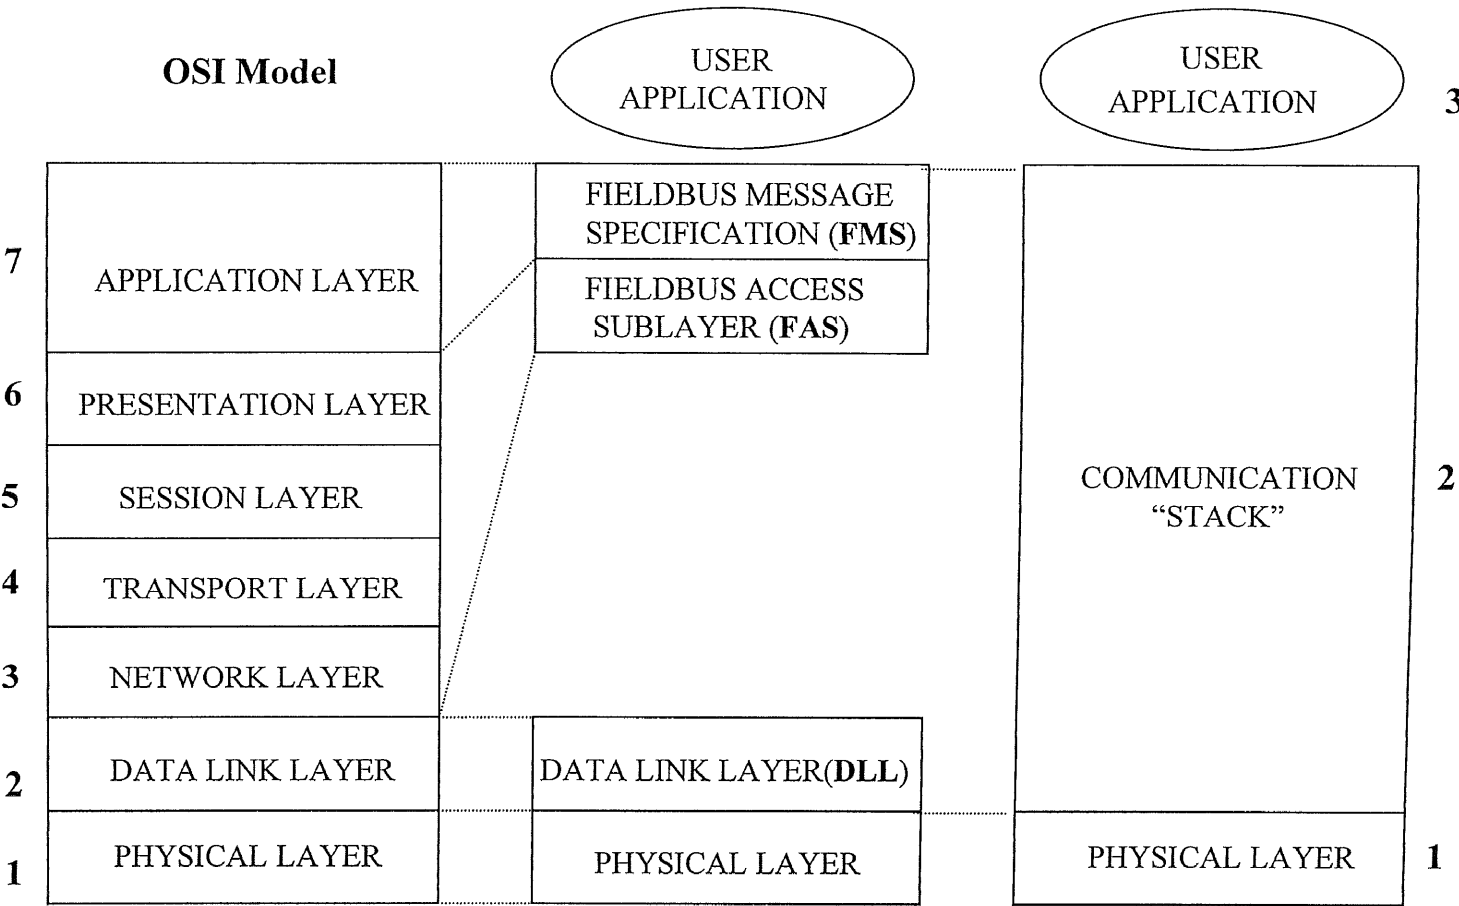 OSI Model
USER
APPLICATION
USER
APPLICATION
3
7
APPLICATION LAYER
6
PRESENTATION LAYER
5
SESSION LAYER
4
TRANSPORT LAYER
3
NETWORK LAYER
2
DATA LINK LAYER
1
PHYSICAL LAYER
FIELDBUS MESSAGE
SPECIFICATION (FMS)
FIELDBUS ACCESS
SUBLAYER (FAS)
DATA LINK LAYER(DLL)
PHYSICAL LAYER
COMMUNICATION
“STACK”
2
PHYSICAL LAYER
1